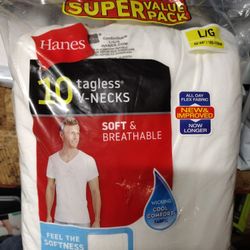 SUPER VALUE
PACK
Hanes
L/G
10 tagless®
V-NECKS
SOFT &
BREATHABLE
ALL DAY
FLEX FABRIC
NEW &
IMPROVED
NOW
LONGER
WICKING
COOL
COMFORT
FABRIC
FEEL THE
SOFTNESS